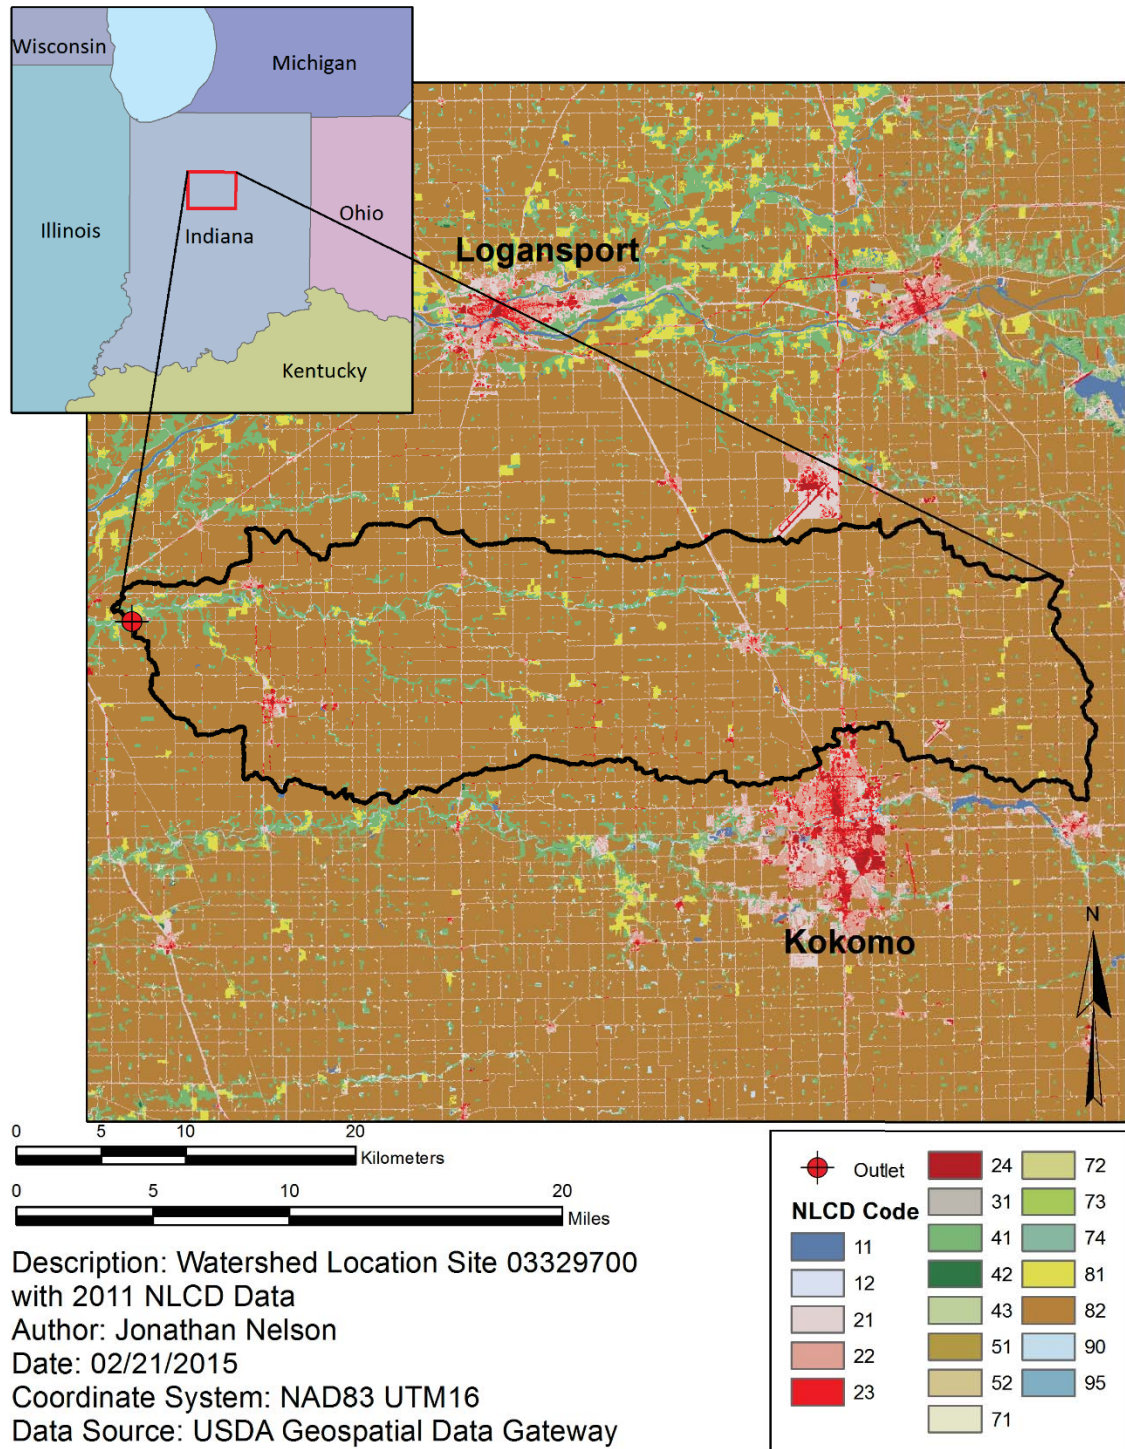 Wisconsin
Michigan
Illinois
Indiana
Ohio
Kentucky
Logansport
Kokomo
N
0 5 10 20
Kilometers
0 5 10 20
Miles
Outlet
NLCD Code
11
12
21
22
23
24
31
41
42
43
51
52
71
72
73
74
81
82
90
95
Description: Watershed Location Site 03329700
with 2011 NLCD Data
Author: Jonathan Nelson
Date: 02/21/2015
Coordinate System: NAD83 UTM16
Data Source: USDA Geospatial Data Gateway